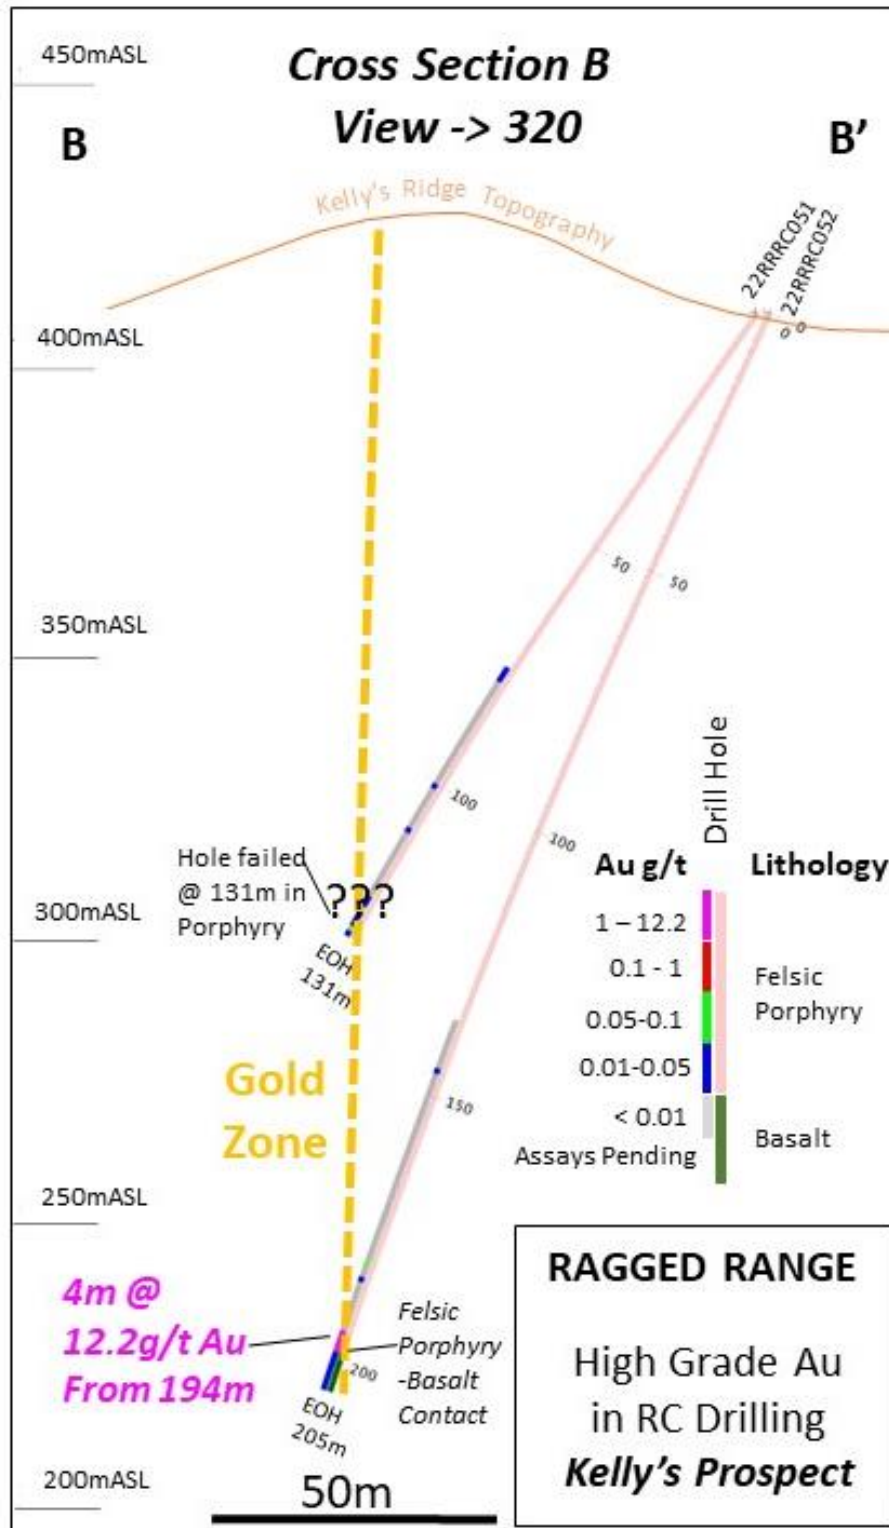 450mASL
Cross Section B
View -> 320
B
B’
Kelly's Ridge Topography
22RRRC051
22RRRC052
0
0
400mASL
50
50
350mASL
100
100
Drill Hole
Au g/t
Lithology
1 – 12.2
0.1 - 1
0.05-0.1
0.01-0.05
< 0.01
Assays Pending
Felsic
Porphyry
Basalt
Hole failed
@ 131m in
Porphyry
???
300mASL
EOH
131m
Gold
Zone
150
250mASL
4m @
12.2g/t Au
From 194m
Felsic
Porphyry
-Basalt
Contact
200
EOH
205m
200mASL
50m
RAGGED RANGE
High Grade Au
in RC Drilling
Kelly’s Prospect